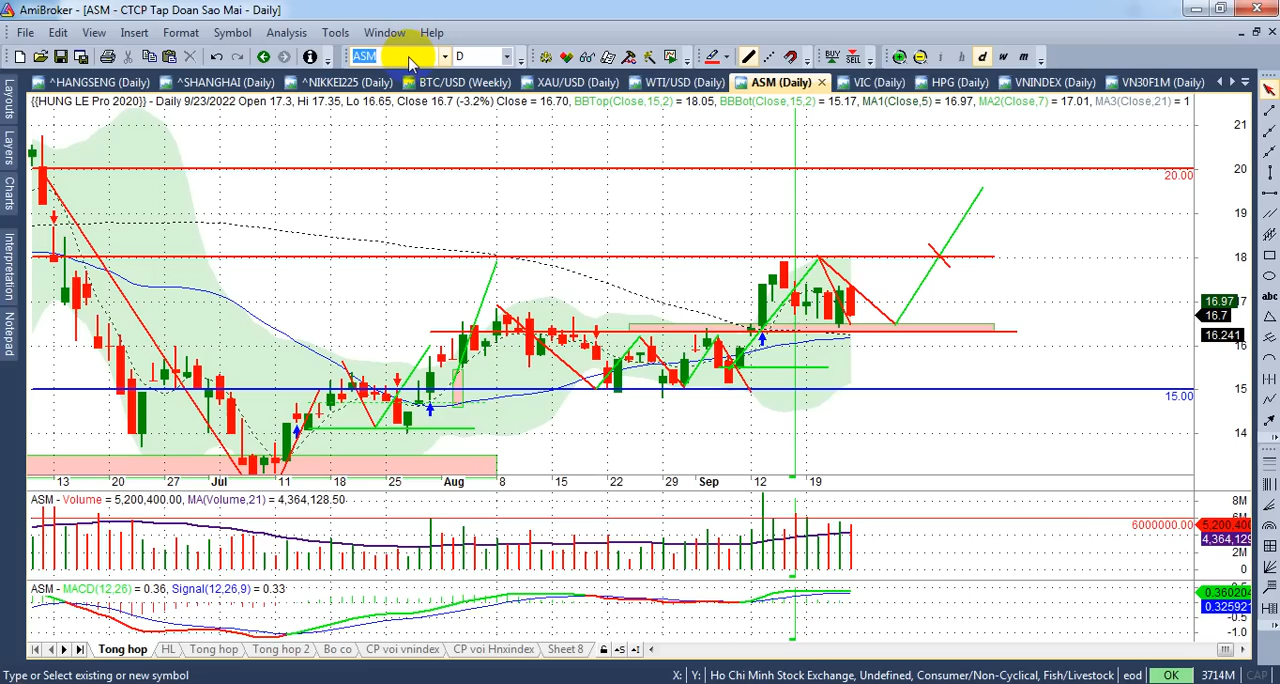 AmiBroker - [ASM - CTCP Tap Doan Sao Mai - Daily]
File Edit View Insert Format Symbol Analysis Tools Window Help
ASM D BUY SELL i h d w m
^HANGSENG (Daily) ^SHANGHAI (Daily) ^NIKKEI225 (Daily) BTC/USD (Weekly) XAU/USD (Daily) WTI/USD (Daily) ASM (Daily) VIC (Daily) HPG (Daily) VNINDEX (Daily) VN30F1M (Daily)
{{HUNG LE Pro 2020}} - Daily 9/23/2022 Open 17.3, Hi 17.35, Lo 16.65, Close 16.7 (-3.2%) Close = 16.70, BBTop(Close,15,2) = 18.05, BBBot(Close,15,2) = 15.17, MA1(Close,5) = 16.97, MA2(Close,7) = 17.01, MA3(Close,21) = 1
Layouts
Layers
Charts
Interpretation
Notepad
21
20
20.00
19
18
16.97
17
16.7
16.241
16
15
15.00
14
abc
13 20 27 Jul 11 18 25 Aug 8 15 22 29 Sep 12 19
ASM - Volume = 5,200,400.00, MA(Volume,21) = 4,364,128.50
8M
6000000.00
5,200,400
4,364,129
2M
0
ASM - MACD(12,26) = 0.36, Signal(12,26,9) = 0.33
0.360204
0.325921
-0.5
-1.0
Tong hop HL Tong hop Tong hop 2 Bo co CP voi vnindex CP voi Hnxindex Sheet 8
Type or Select existing or new symbol X: Y: Ho Chi Minh Stock Exchange, Undefined, Consumer/Non-Cyclical, Fish/Livestock eod OK 3714M CAP